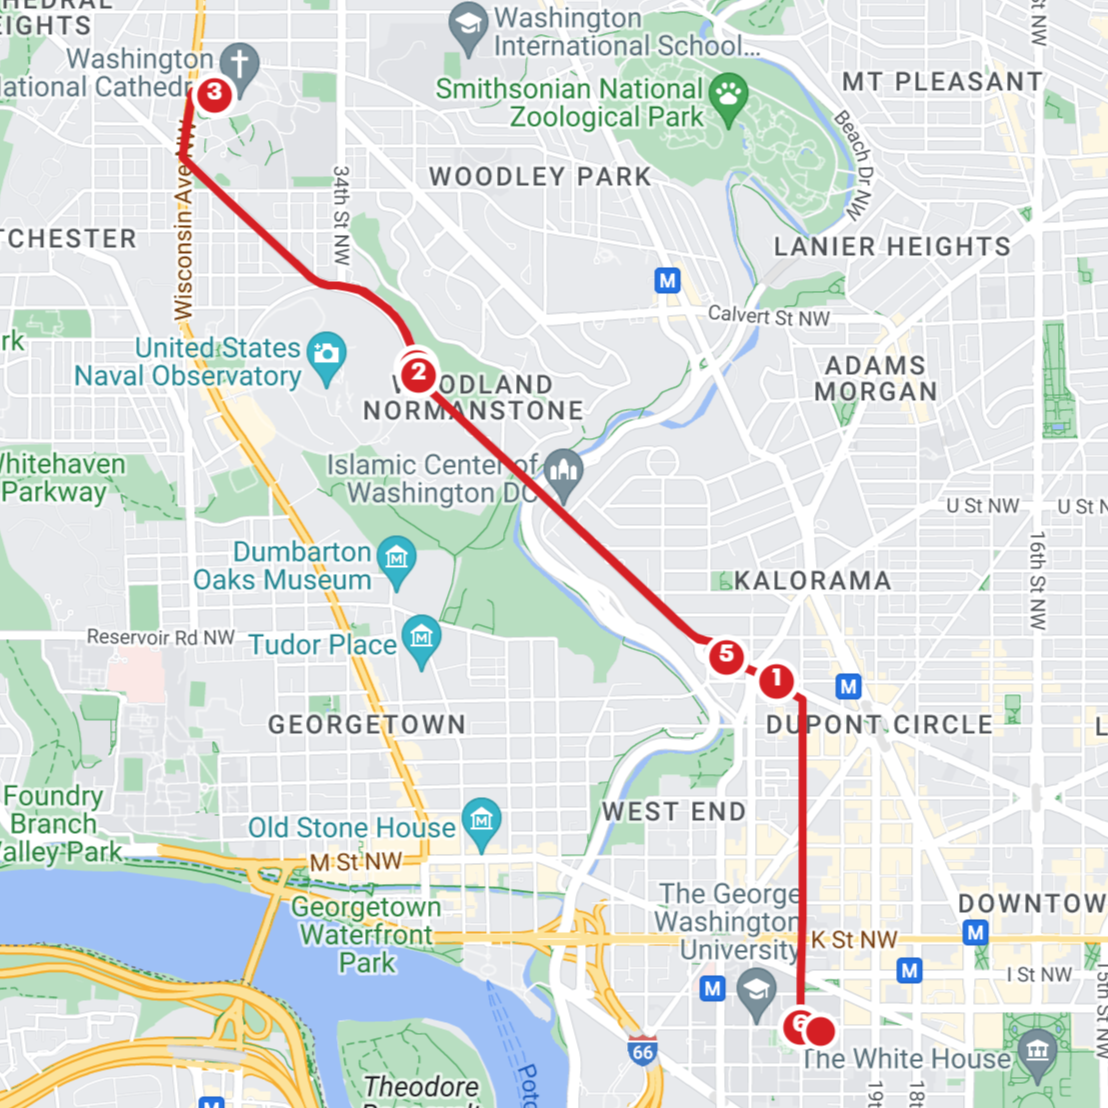 HEDRAL
EIGHTS
Washington
National Cathedr
3
34th St NW
Wisconsin Ave NW
TCHESTER
Washington
International School...
Smithsonian National
Zoological Park
WOODLEY PARK
St NW
MT PLEASANT
Beach Dr NW
LANIER HEIGHTS
M
Calvert St NW
rk
United States
Naval Observatory
2
WOODLAND
NORMANSTONE
ADAMS
MORGAN
Whitehaven
Parkway
Islamic Center of
Washington DC
U St NW
U St N
16th St NW
Dumbarton
Oaks Museum
KALORAMA
Reservoir Rd NW
Tudor Place
5
1
M
GEORGETOWN
DUPONT CIRCLE
L
Foundry
Branch
Valley Park
Old Stone House
WEST END
M St NW
Georgetown
Waterfront
Park
The George
Washington
University
DOWNTOW
K St NW
M
M
M
I St NW
15th St NW
6
66
The White House
Theodore
Poto
19t
18t
M